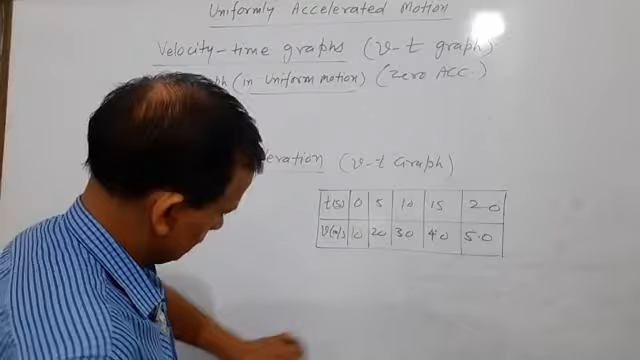 Uniformly Accelerated Motion
Velocity-time graphs (v-t graph)
(in uniform motion) (Zero Acc.)
(v-t Graph)
t(s) 0 5 10 15 20
v(m/s 10 20 30 40 50